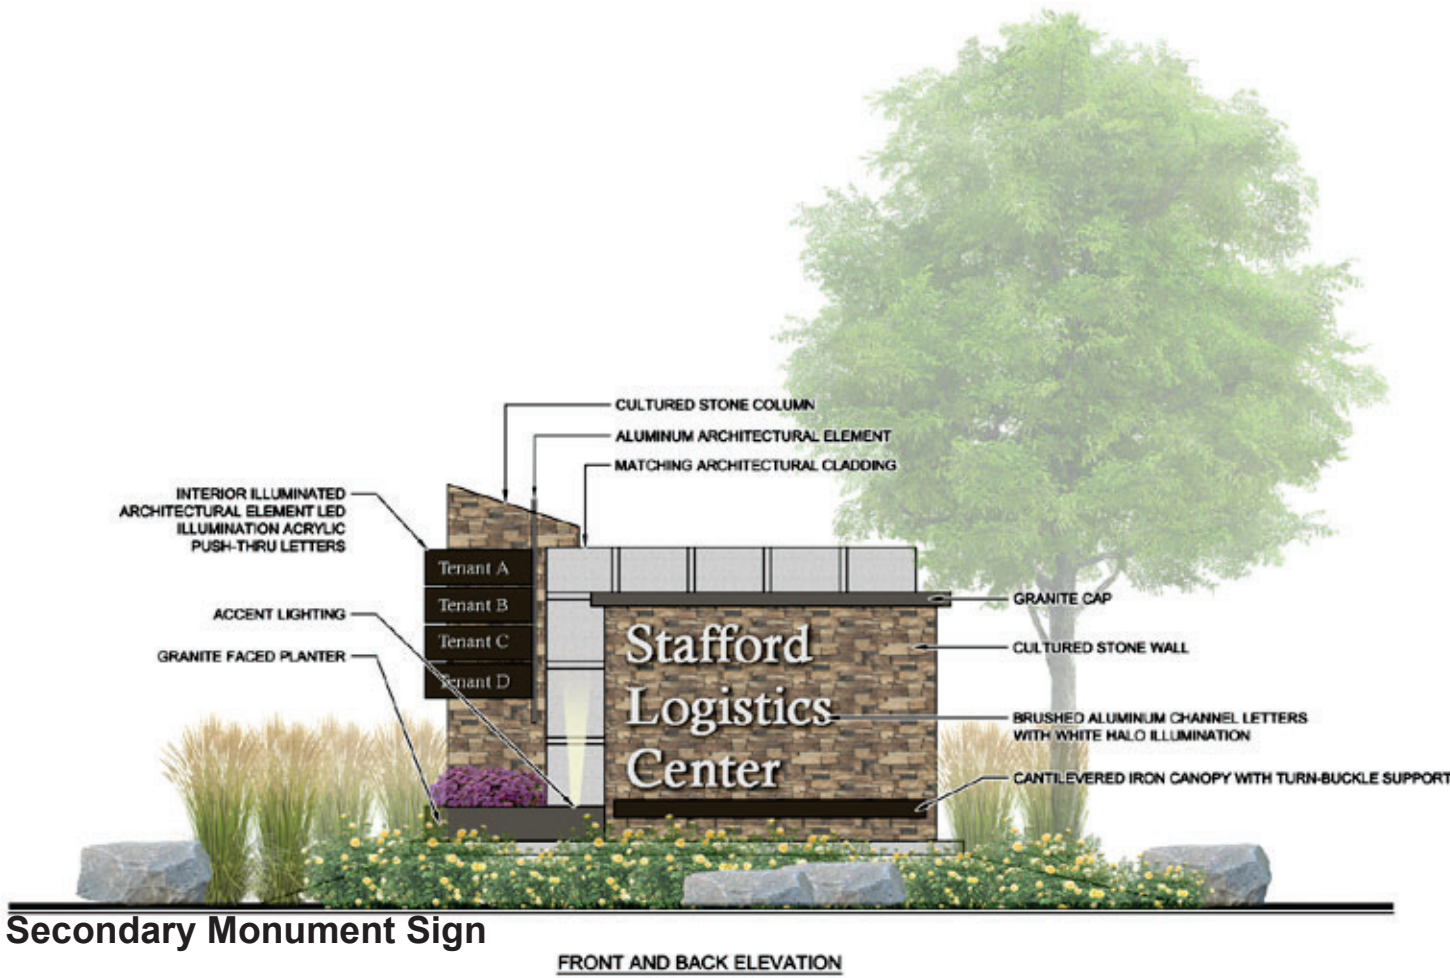 CULTURED STONE COLUMN
ALUMINUM ARCHITECTURAL ELEMENT
MATCHING ARCHITECTURAL CLADDING
INTERIOR ILLUMINATED
ARCHITECTURAL ELEMENT LED
ILLUMINATION ACRYLIC
PUSH-THRU LETTERS
Tenant A
Tenant B
Tenant C
Tenant D
ACCENT LIGHTING
GRANITE FACED PLANTER
Stafford
Logistics
Center
GRANITE CAP
CULTURED STONE WALL
BRUSHED ALUMINUM CHANNEL LETTERS
WITH WHITE HALO ILLUMINATION
CANTILEVERED IRON CANOPY WITH TURN-BUCKLE SUPPORT
Secondary Monument Sign
FRONT AND BACK ELEVATION